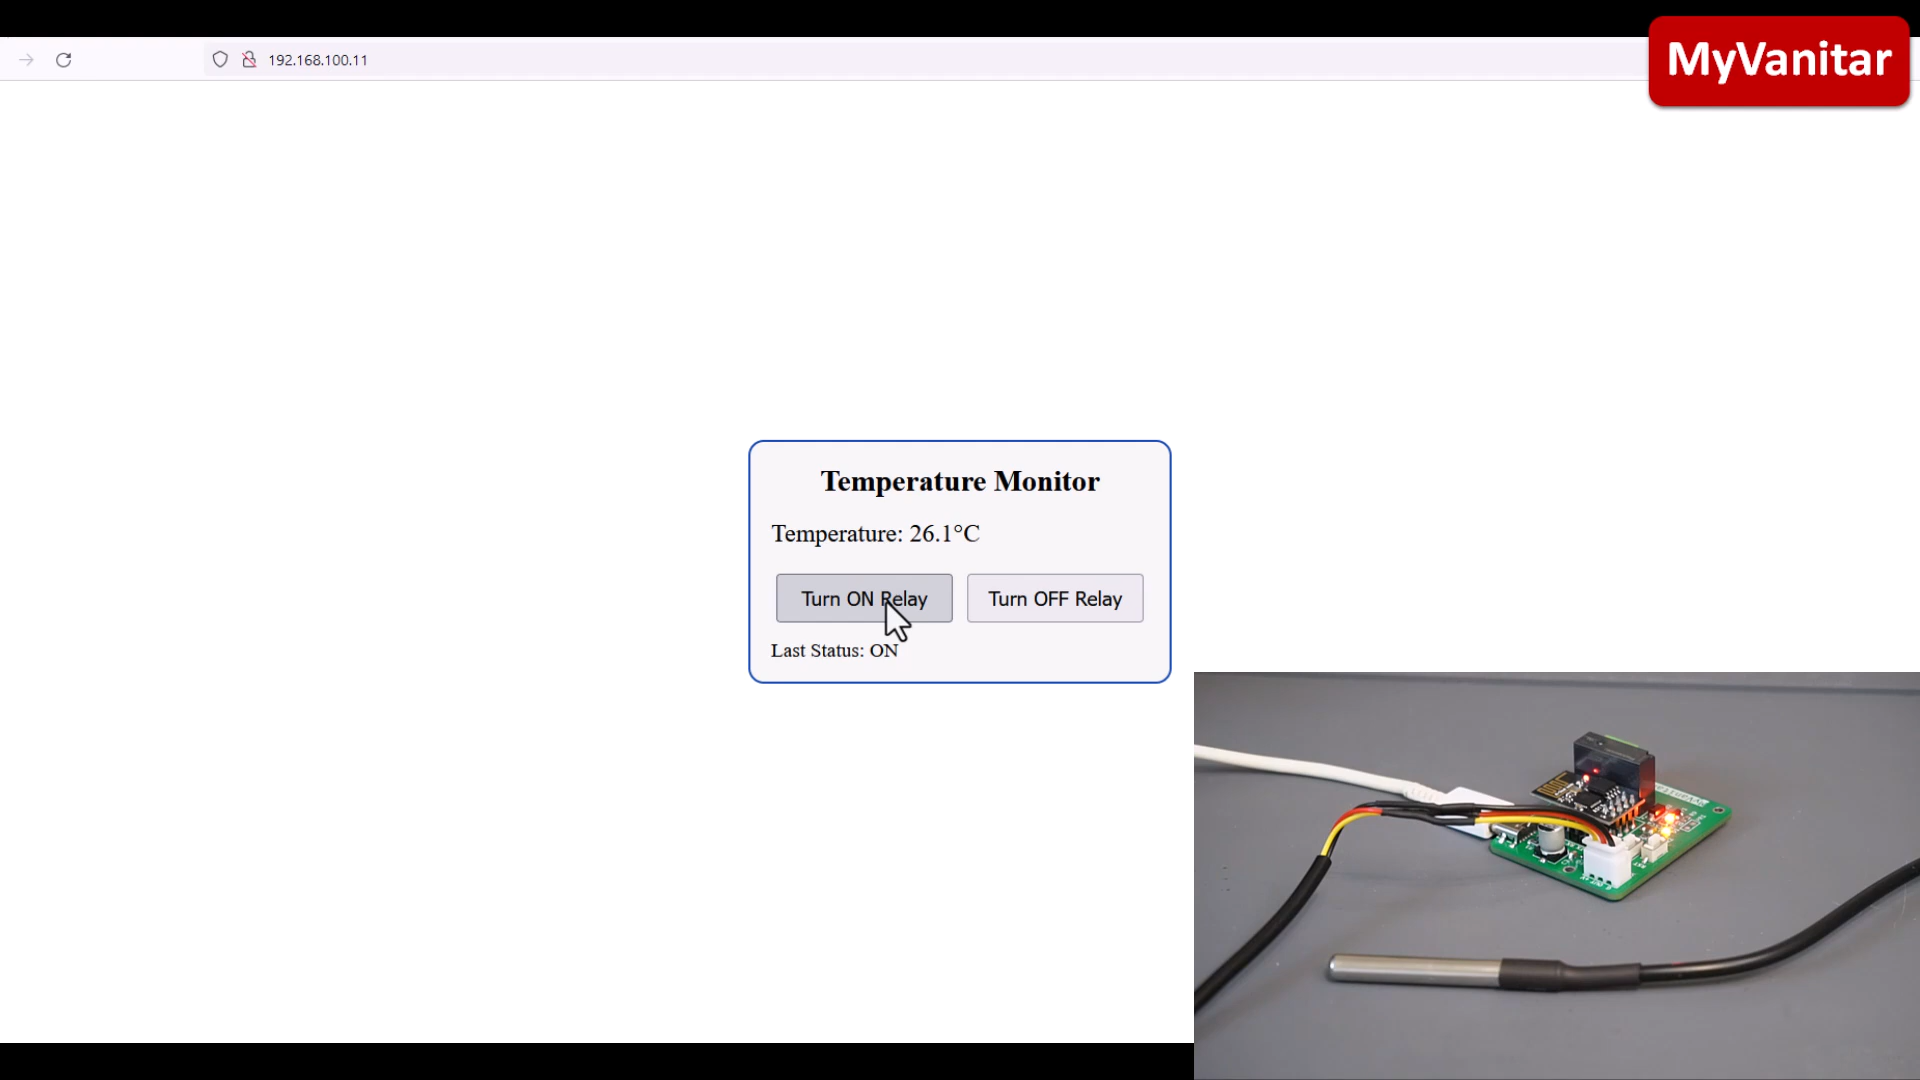 192.168.100.11
MyVanitar
Temperature Monitor
Temperature: 26.1°C
Turn ON Relay
Turn OFF Relay
Last Status: ON